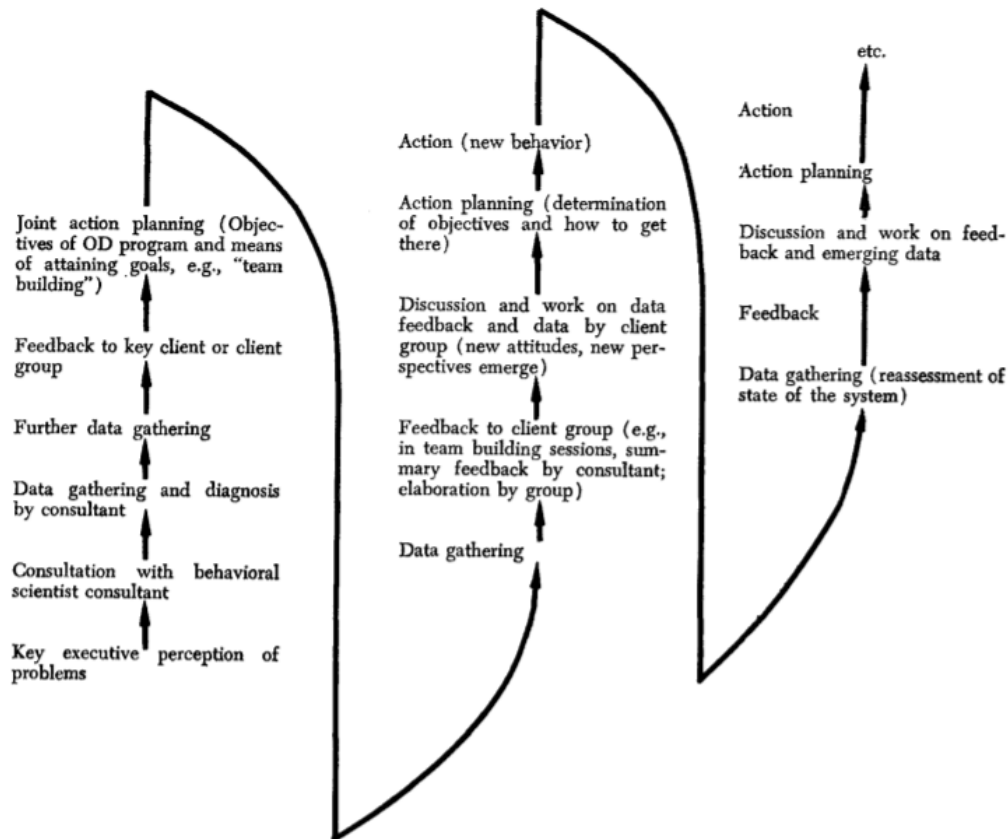 Joint action planning (Objec-
tives of OD program and means
of attaining goals, e.g., “team
building”)
Feedback to key client or client
group
Further data gathering
Data gathering and diagnosis
by consultant
Consultation with behavioral
scientist consultant
Key executive perception of
problems
Action (new behavior)
Action planning (determination
of objectives and how to get
there)
Discussion and work on data
feedback and data by client
group (new attitudes, new per-
spectives emerge)
Feedback to client group (e.g.,
in team building sessions, sum-
mary feedback by consultant;
elaboration by group)
Data gathering
etc.
Action
Action planning
Discussion and work on feed-
back and emerging data
Feedback
Data gathering (reassessment of
state of the system)